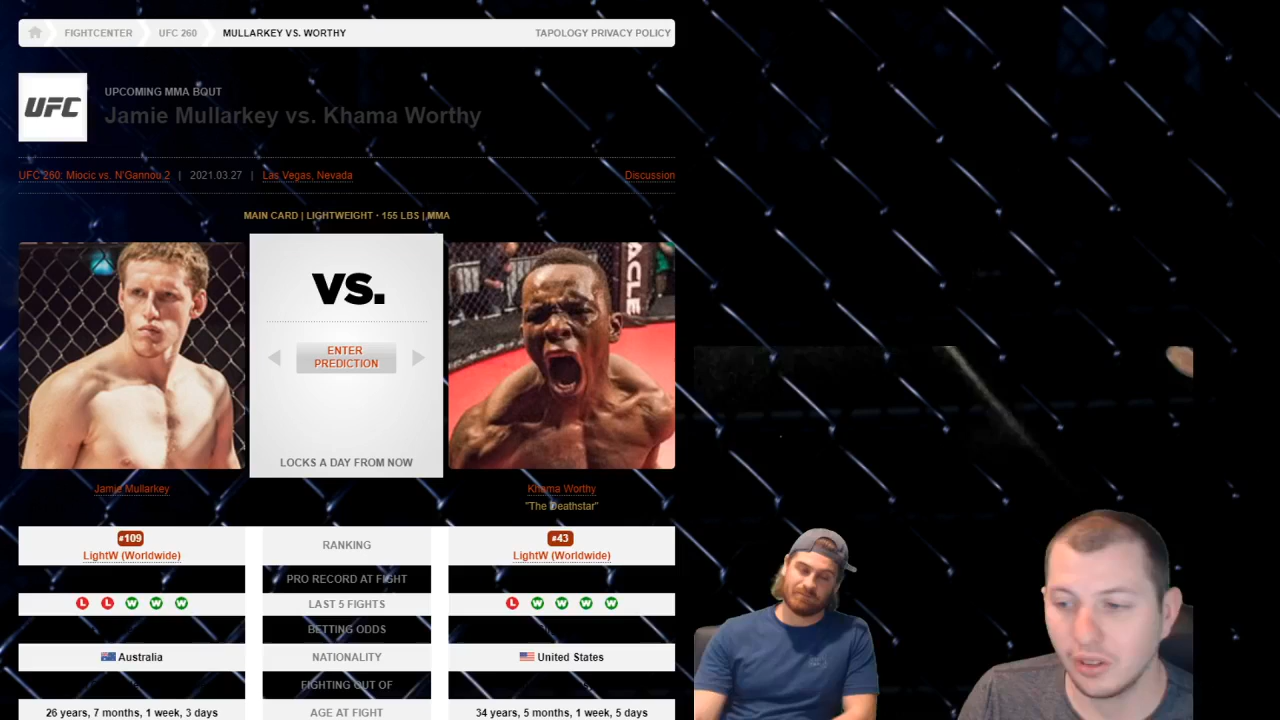 FIGHTCENTER UFC 260 MULLARKEY VS. WORTHY TAPOLOGY PRIVACY POLICY
UFC
UPCOMING MMA BOUT
Jamie Mullarkey vs. Khama Worthy
UFC 260: Miocic vs. N'Gannou 2 | 2021.03.27 | Las Vegas, Nevada Discussion
MAIN CARD | LIGHTWEIGHT · 155 LBS | MMA
ACLE
VS.
ENTER
PREDICTION
LOCKS A DAY FROM NOW
Jamie Mullarkey Khama Worthy
"The Deathstar"
#109 RANKING #43
LightW (Worldwide) LightW (Worldwide)
PRO RECORD AT FIGHT
L L W W W LAST 5 FIGHTS L W W W W
BETTING ODDS
Australia NATIONALITY United States
FIGHTING OUT OF
26 years, 7 months, 1 week, 3 days AGE AT FIGHT 34 years, 5 months, 1 week, 5 days